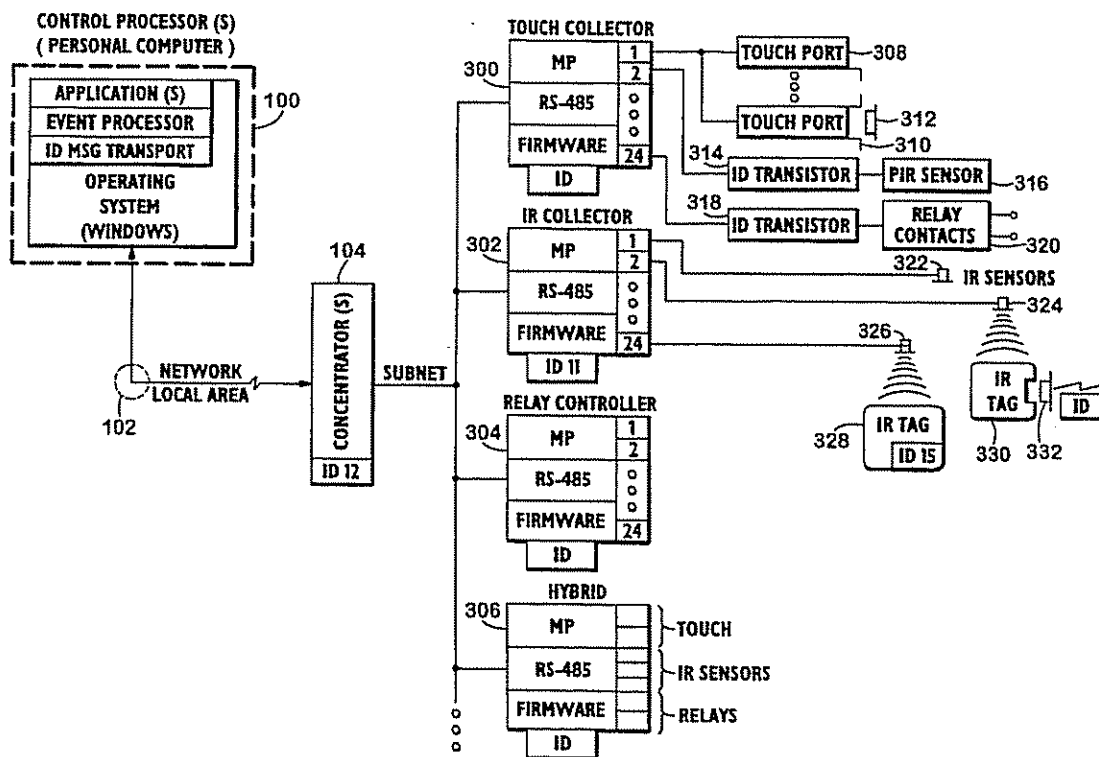 CONTROL PROCESSOR (S)
( PERSONAL COMPUTER )
APPLICATION (S)
EVENT PROCESSOR
ID MSG TRANSPORT
OPERATING
SYSTEM
(WINDOWS)
100
NETWORK
LOCAL AREA
102
104
CONCENTRATOR (S)
ID 12
SUBNET
TOUCH COLLECTOR
300
MP
RS-485
FIRMWARE
ID
1
2
24
TOUCH PORT
308
TOUCH PORT
312
310
314
ID TRANSISTOR
PIR SENSOR
316
318
ID TRANSISTOR
RELAY
CONTACTS
320
IR COLLECTOR
302
MP
RS-485
FIRMWARE
ID 11
1
2
24
322
IR SENSORS
324
326
IR TAG
ID 15
328
IR
TAG
330
332
ID
RELAY CONTROLLER
304
MP
RS-485
FIRMWARE
ID
1
2
24
HYBRID
306
MP
RS-485
FIRMWARE
ID
TOUCH
IR SENSORS
RELAYS